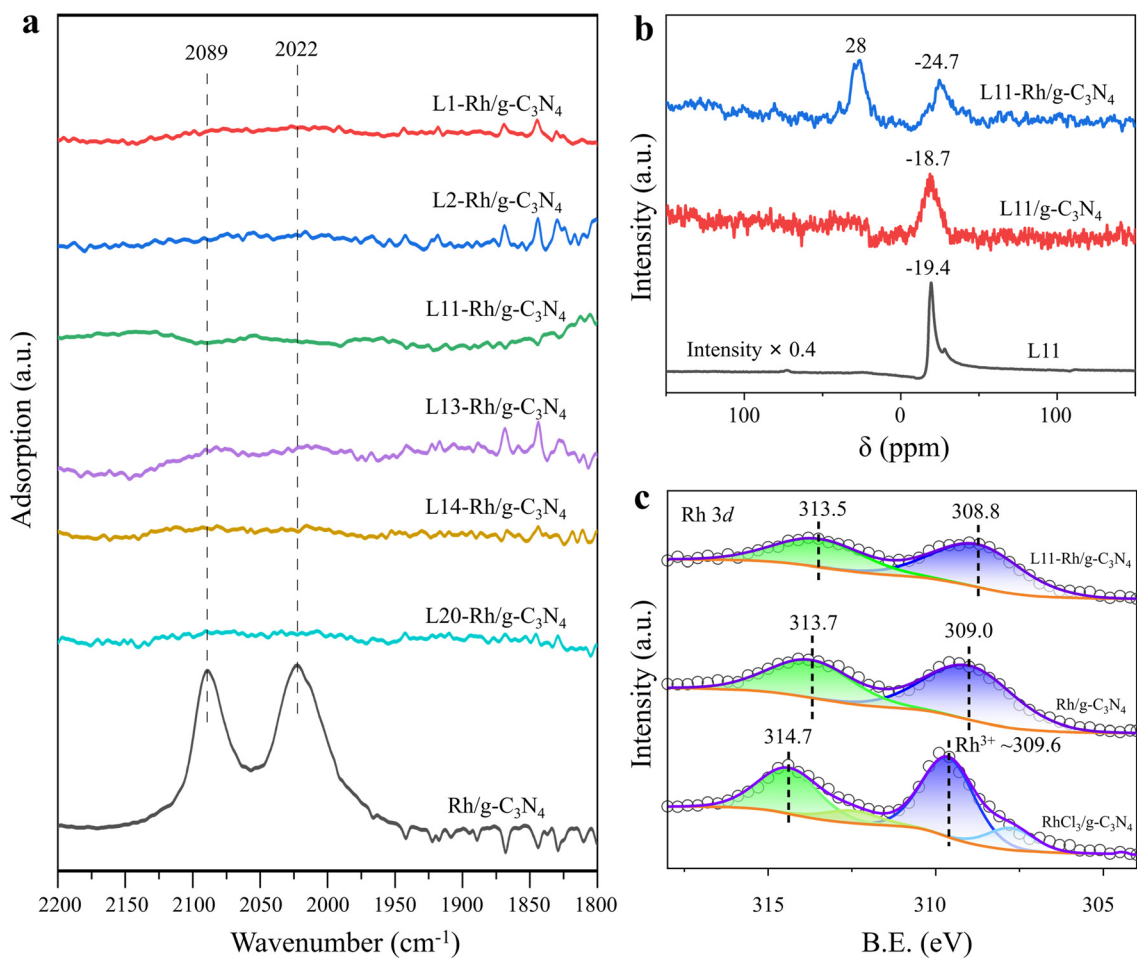 a
2089 2022
L1-Rh/g-C₃N₄
L2-Rh/g-C₃N₄
L11-Rh/g-C₃N₄
L13-Rh/g-C₃N₄
L14-Rh/g-C₃N₄
L20-Rh/g-C₃N₄
Rh/g-C₃N₄
Adsorption (a.u.)
2200 2150 2100 2050 2000 1950 1900 1850 1800
Wavenumber (cm⁻¹)
b
28 -24.7
L11-Rh/g-C₃N₄
-18.7
L11/g-C₃N₄
-19.4
Intensity × 0.4
L11
Intensity (a.u.)
100 0 100
δ (ppm)
c
Rh 3d
313.5 308.8
L11-Rh/g-C₃N₄
313.7 309.0
Rh/g-C₃N₄
314.7 Rh³⁺ ~309.6
RhCl₃/g-C₃N₄
Intensity (a.u.)
315 310 305
B.E. (eV)